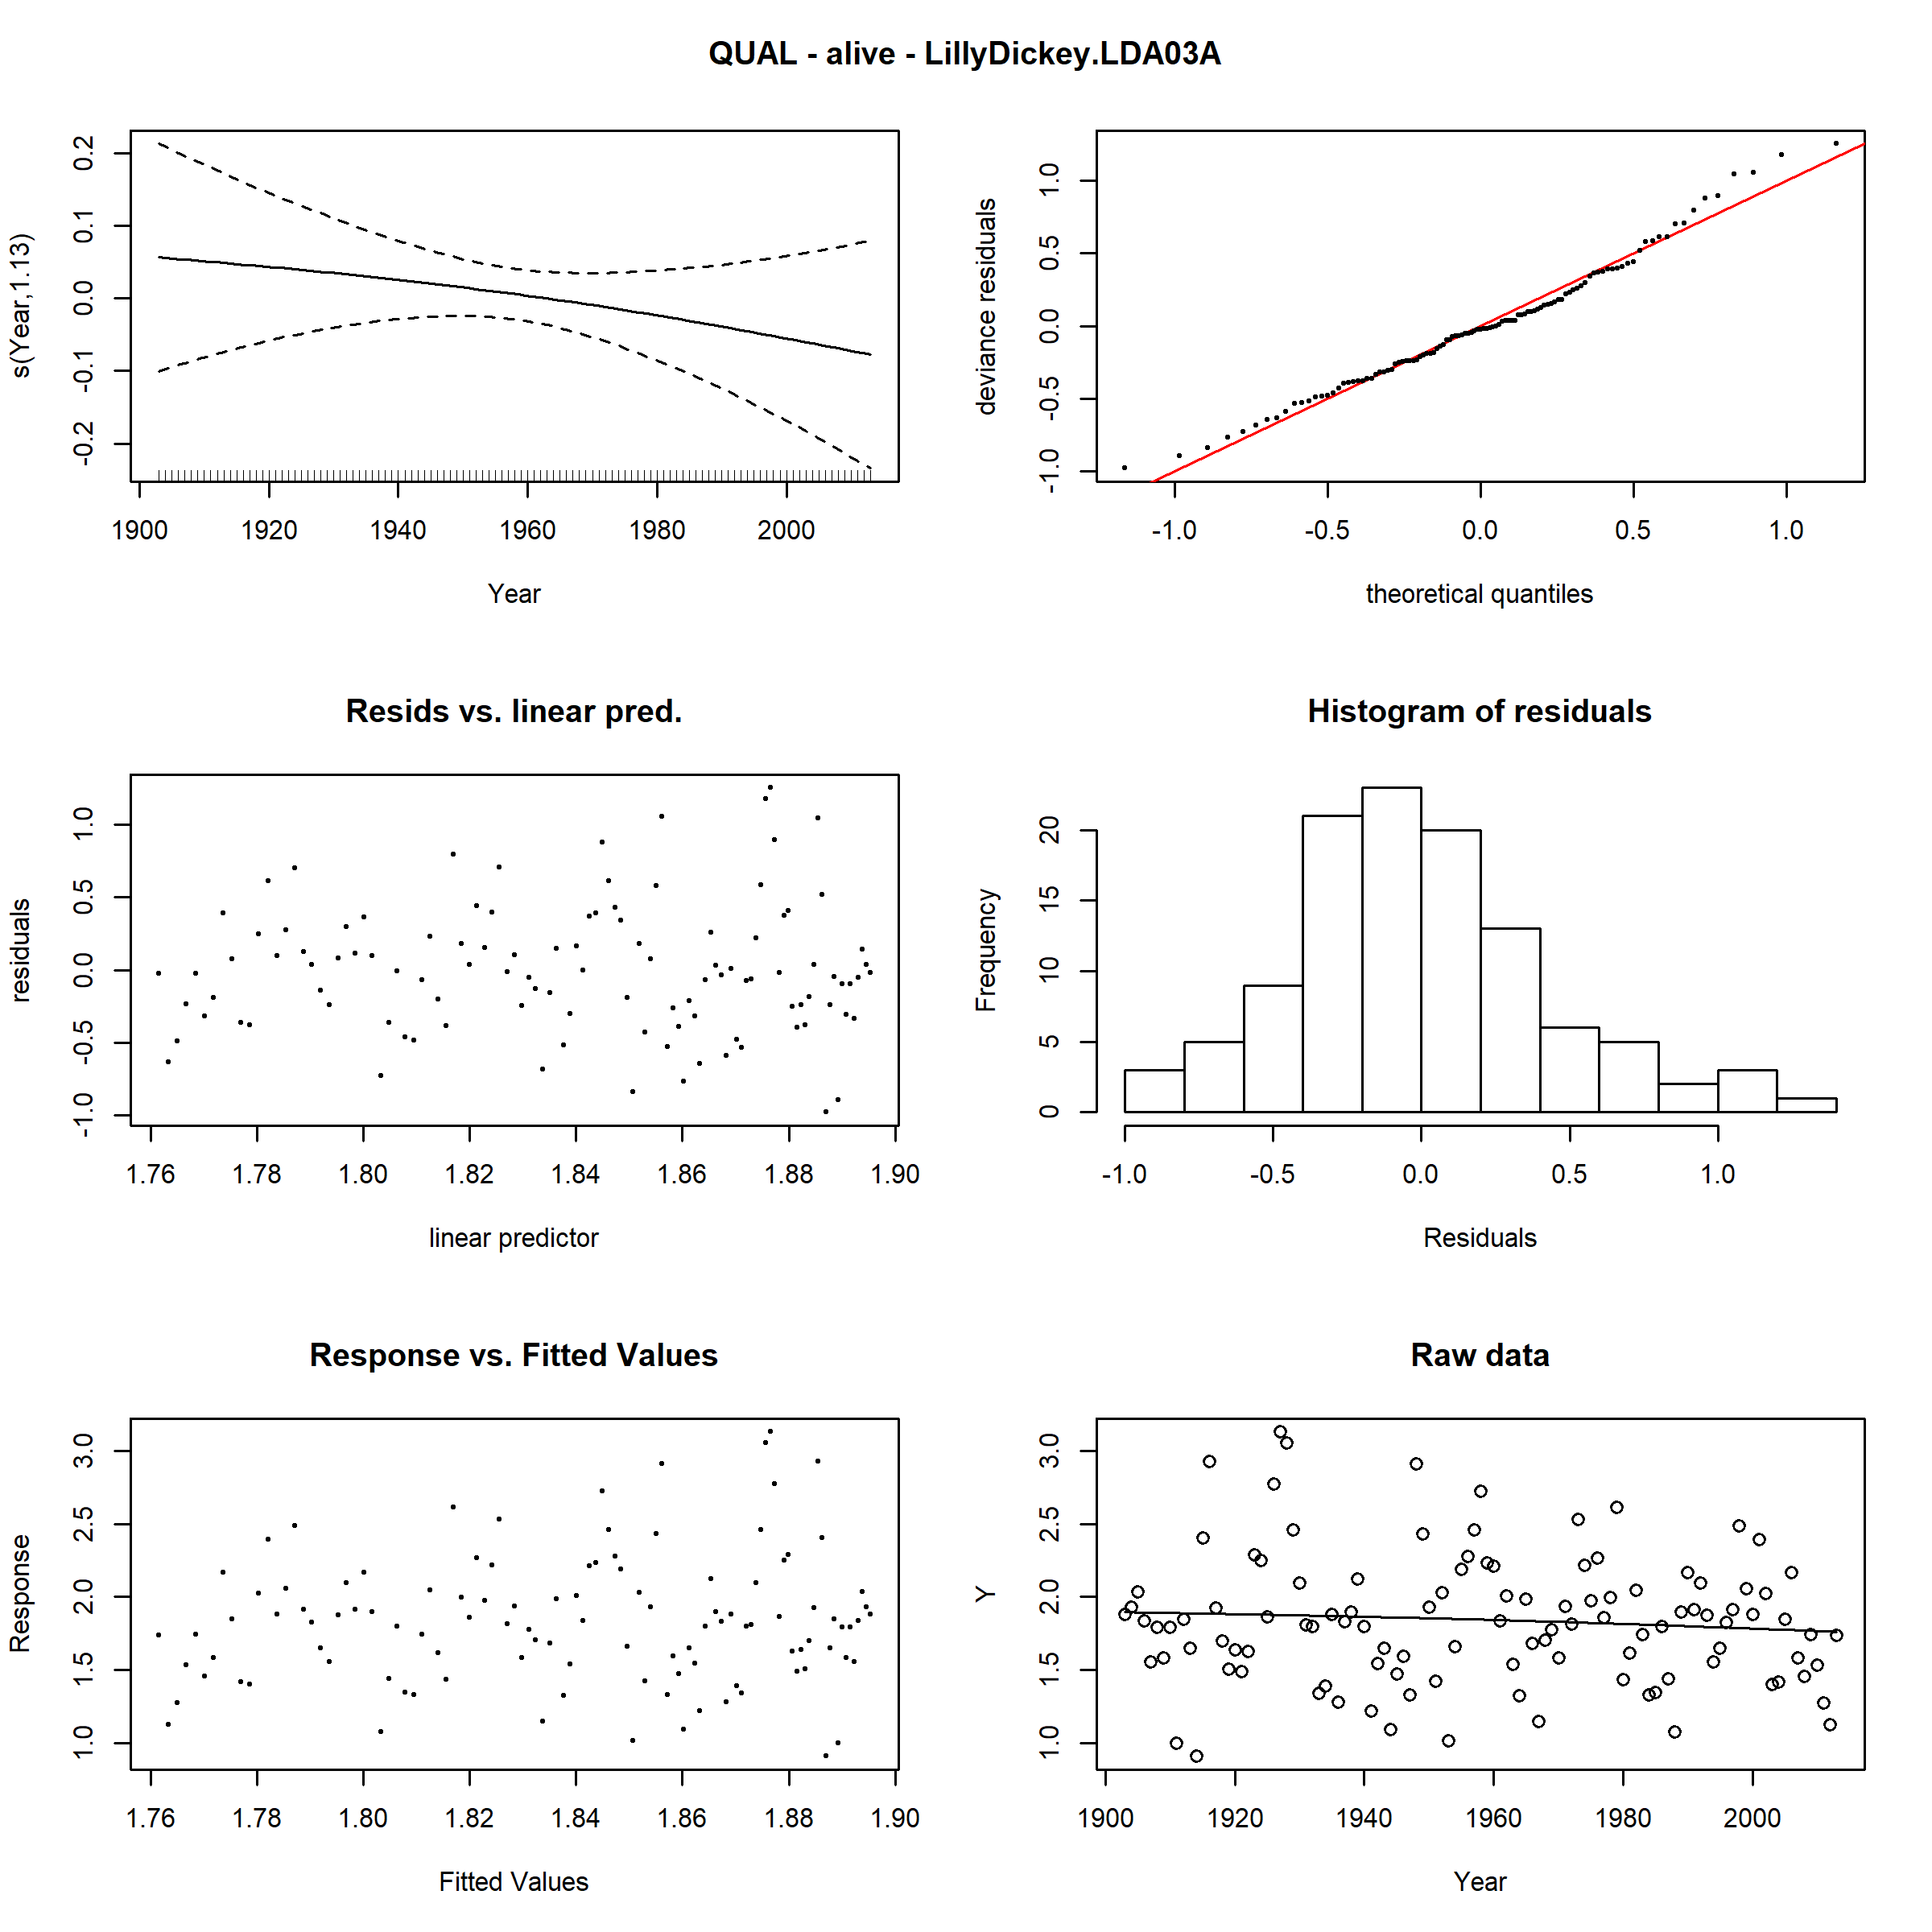 QUAL - alive - LillyDickey.LDA03A
s(Year,1.13)
0.2
0.1
0.0
-0.1
-0.2
1900 1920 1940 1960 1980 2000
Year
deviance residuals
1.0
0.5
0.0
-0.5
-1.0
-1.0 -0.5 0.0 0.5 1.0
theoretical quantiles
Resids vs. linear pred.
residuals
1.0
0.5
0.0
-0.5
-1.0
1.76 1.78 1.80 1.82 1.84 1.86 1.88 1.90
linear predictor
Histogram of residuals
Frequency
20
15
10
5
0
-1.0 -0.5 0.0 0.5 1.0
Residuals
Response vs. Fitted Values
Response
3.0
2.5
2.0
1.5
1.0
1.76 1.78 1.80 1.82 1.84 1.86 1.88 1.90
Fitted Values
Raw data
Y
3.0
2.5
2.0
1.5
1.0
1900 1920 1940 1960 1980 2000
Year